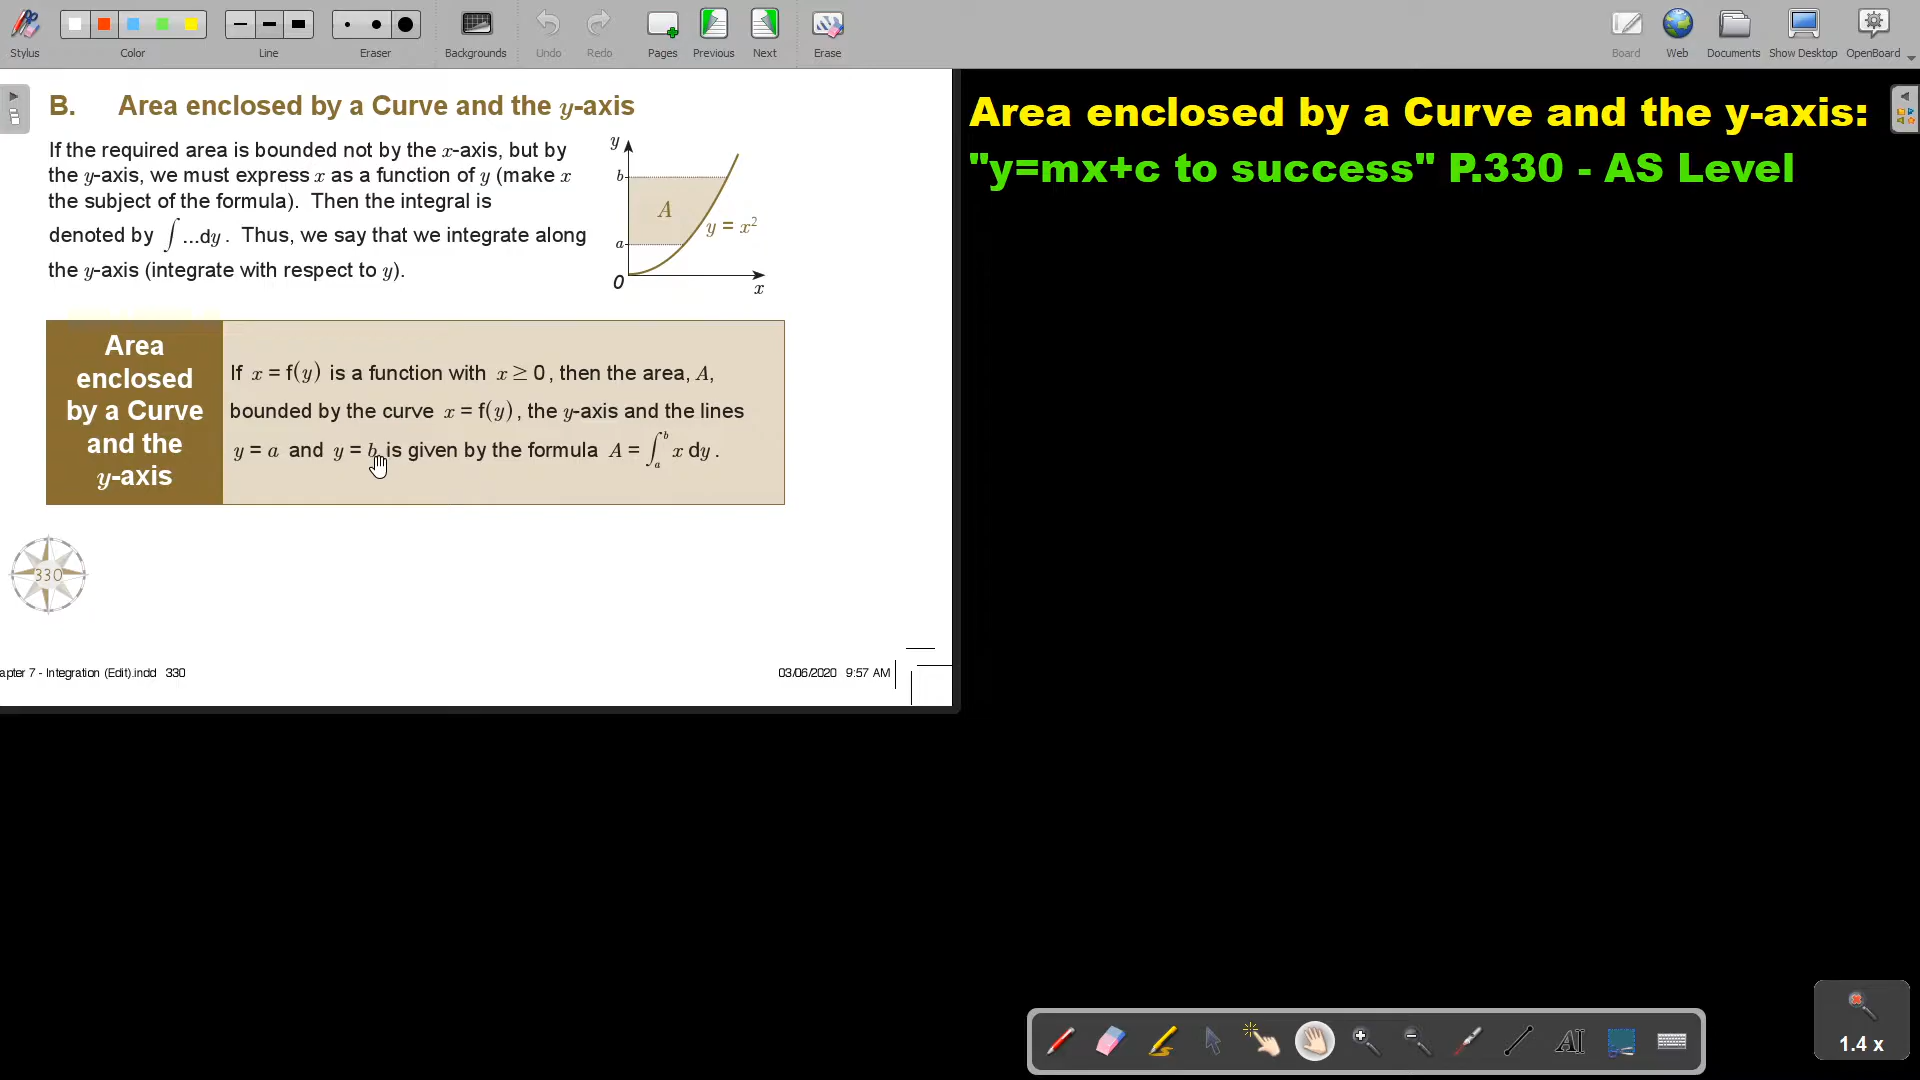 Stylus
Color
Line
Eraser
Backgrounds
Undo
Redo
Pages
Previous
Next
Erase
Board
Web
Documents
Show Desktop
OpenBoard
B. Area enclosed by a Curve and the y-axis
If the required area is bounded not by the x-axis, but by
the y-axis, we must express x as a function of y (make x
the subject of the formula). Then the integral is
denoted by ∫ ...dy. Thus, we say that we integrate along
the y-axis (integrate with respect to y).
y
b
A
y = x²
a
O
x
Area
enclosed
by a Curve
and the
y-axis
If x = f(y) is a function with x ≥ 0, then the area, A,
bounded by the curve x = f(y), the y-axis and the lines
y = a and y = b is given by the formula A = ∫_a^b x dy.
330
apter 7 - Integration (Edit).indd 330
03/06/2020 9:57 AM
Area enclosed by a Curve and the y-axis:
"y=mx+c to success" P.330 - AS Level
AI
1.4 x